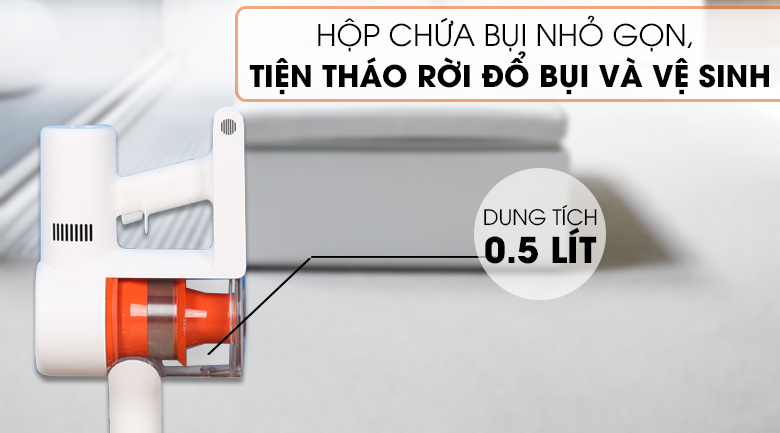 HỘP CHỨA BỤI NHỎ GỌN,
TIỆN THÁO RỜI ĐỔ BỤI VÀ VỆ SINH
DUNG TÍCH
0.5 LÍT